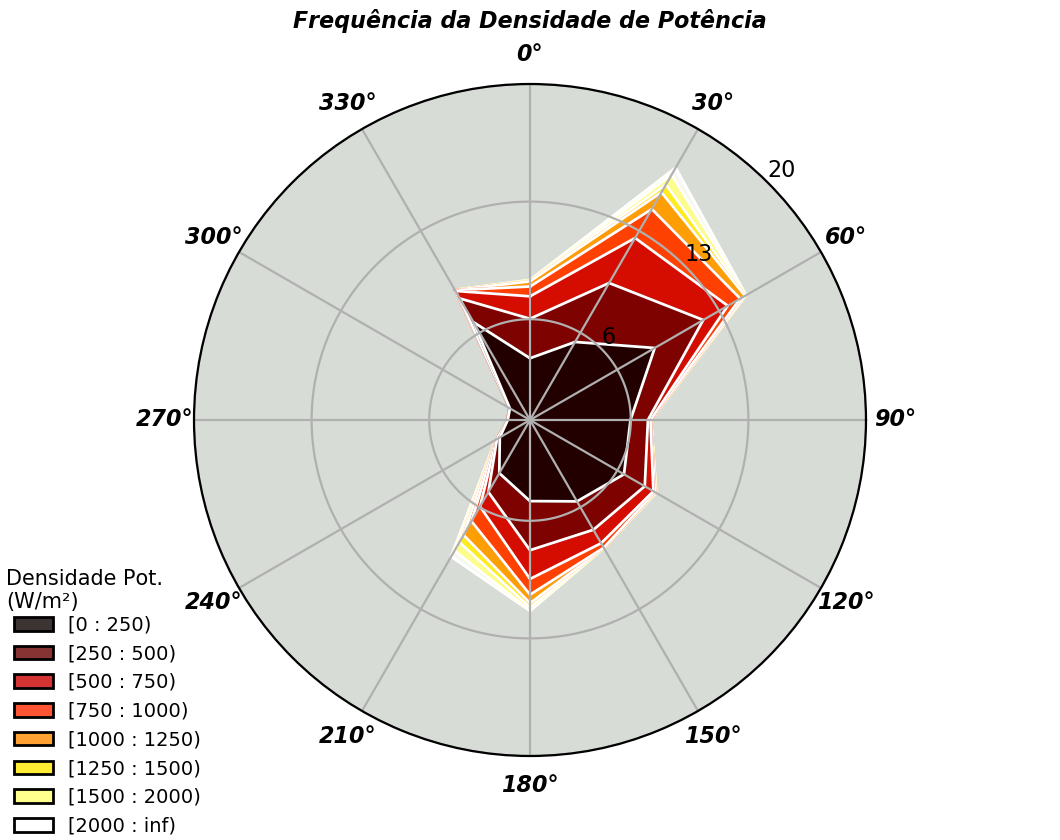 Frequência da Densidade de Potência
0°
330°
30°
20
300°
60°
13
6
270°
90°
240°
120°
210°
150°
180°
Densidade Pot.
(W/m²)
[0 : 250)
[250 : 500)
[500 : 750)
[750 : 1000)
[1000 : 1250)
[1250 : 1500)
[1500 : 2000)
[2000 : inf)